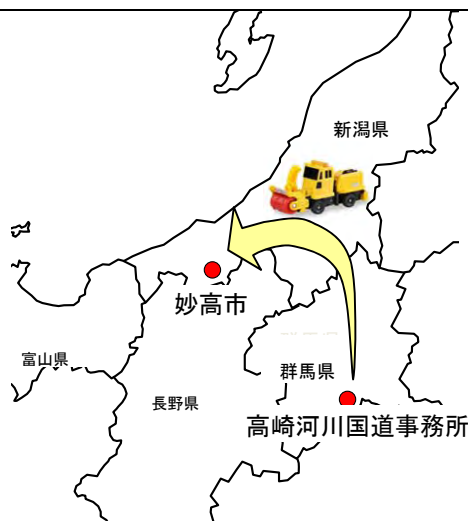 新潟県
妙高市
富山県
群馬県
長野県
高崎河川国道事務所